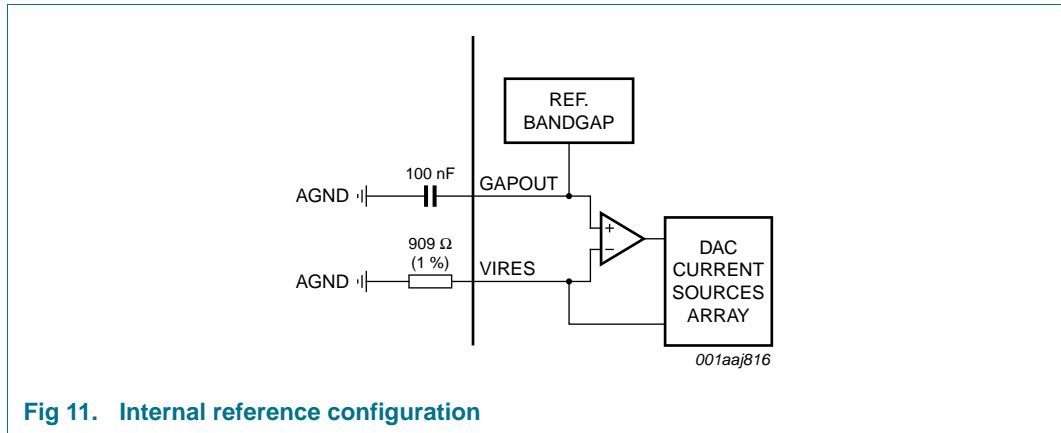 REF.
BANDGAP
100 nF
AGND
GAPOUT
+
−
909 Ω
(1 %)
AGND
VIRES
DAC
CURRENT
SOURCES
ARRAY
001aaj816
Fig 11. Internal reference configuration